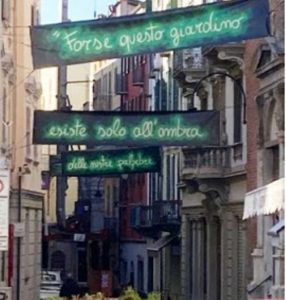 "Forse questo giardino
esiste solo all'ombra
delle nostre palpebre